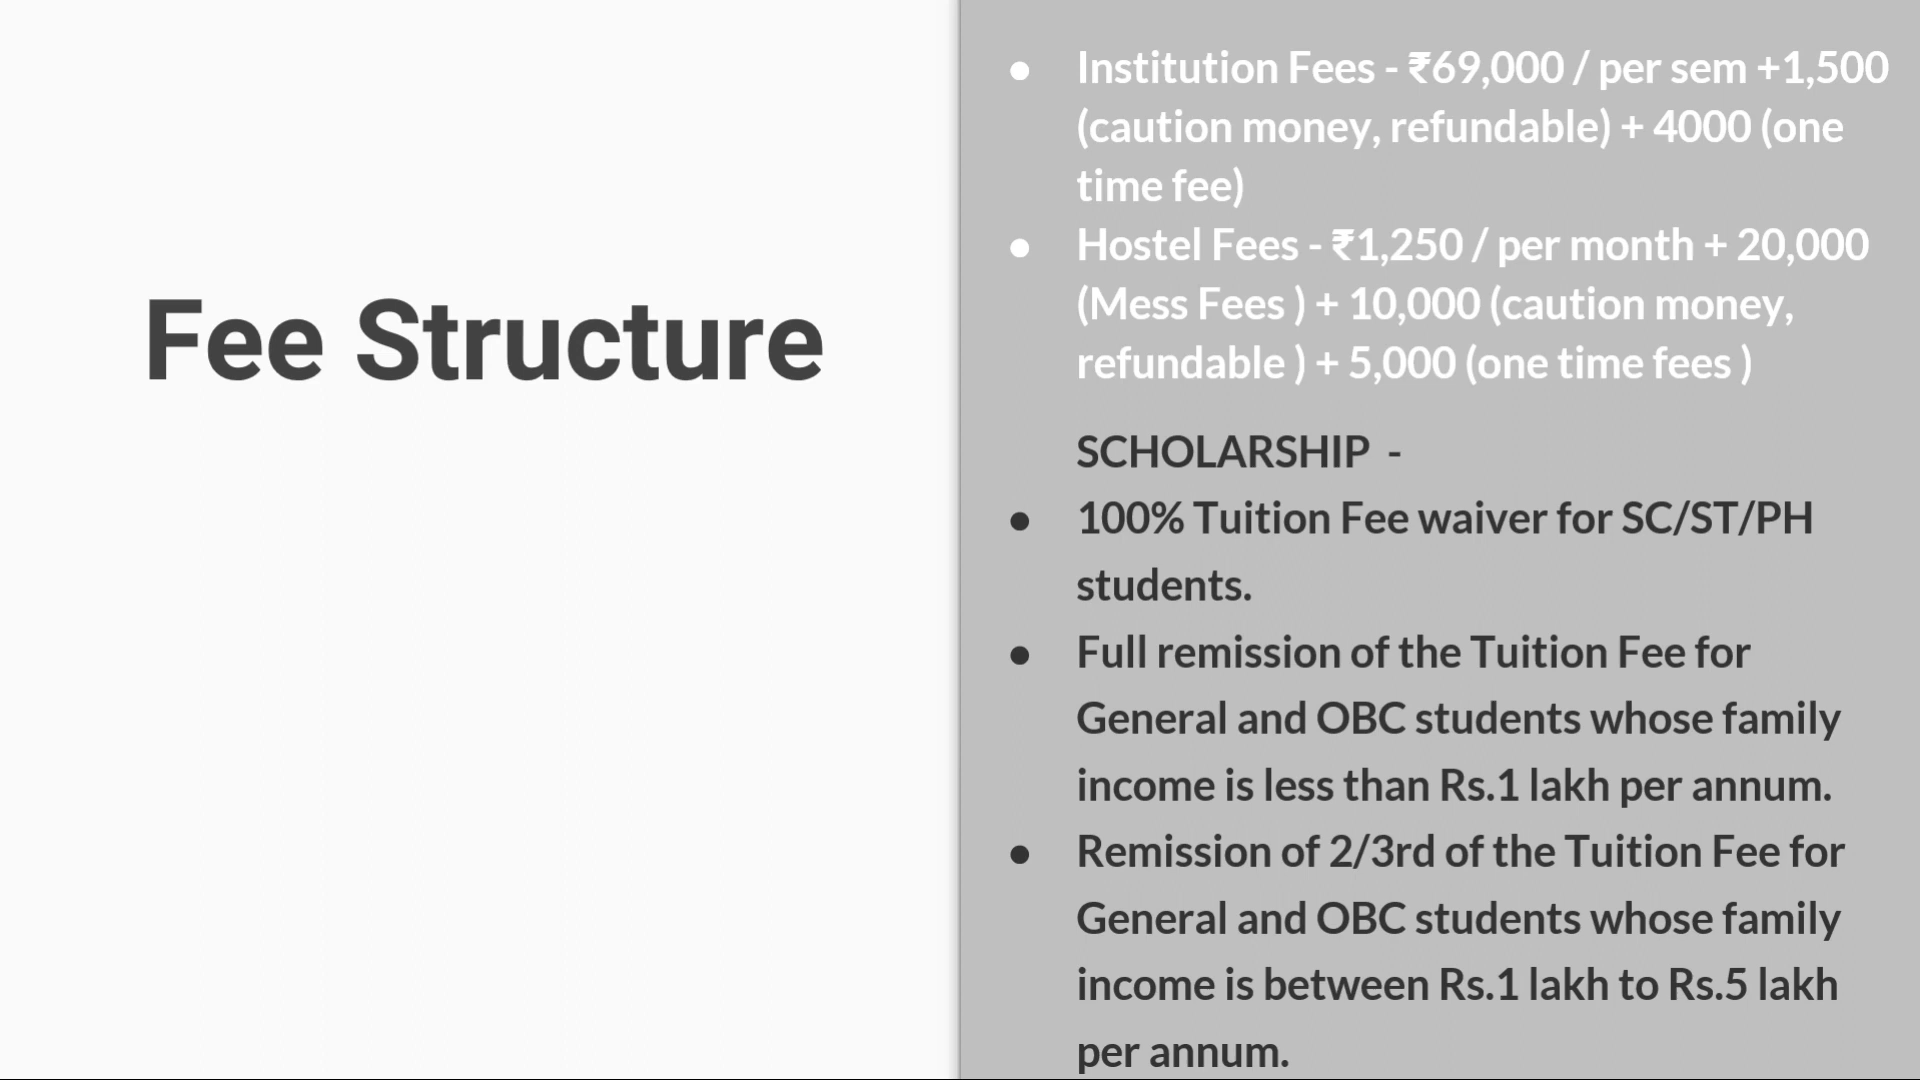 Fee Structure
● Institution Fees - ₹69,000 / per sem +1,500
(caution money, refundable) + 4000 (one
time fee)
● Hostel Fees - ₹1,250 / per month + 20,000
(Mess Fees ) + 10,000 (caution money,
refundable ) + 5,000 (one time fees )
SCHOLARSHIP -
● 100% Tuition Fee waiver for SC/ST/PH
students.
● Full remission of the Tuition Fee for
General and OBC students whose family
income is less than Rs.1 lakh per annum.
● Remission of 2/3rd of the Tuition Fee for
General and OBC students whose family
income is between Rs.1 lakh to Rs.5 lakh
per annum.